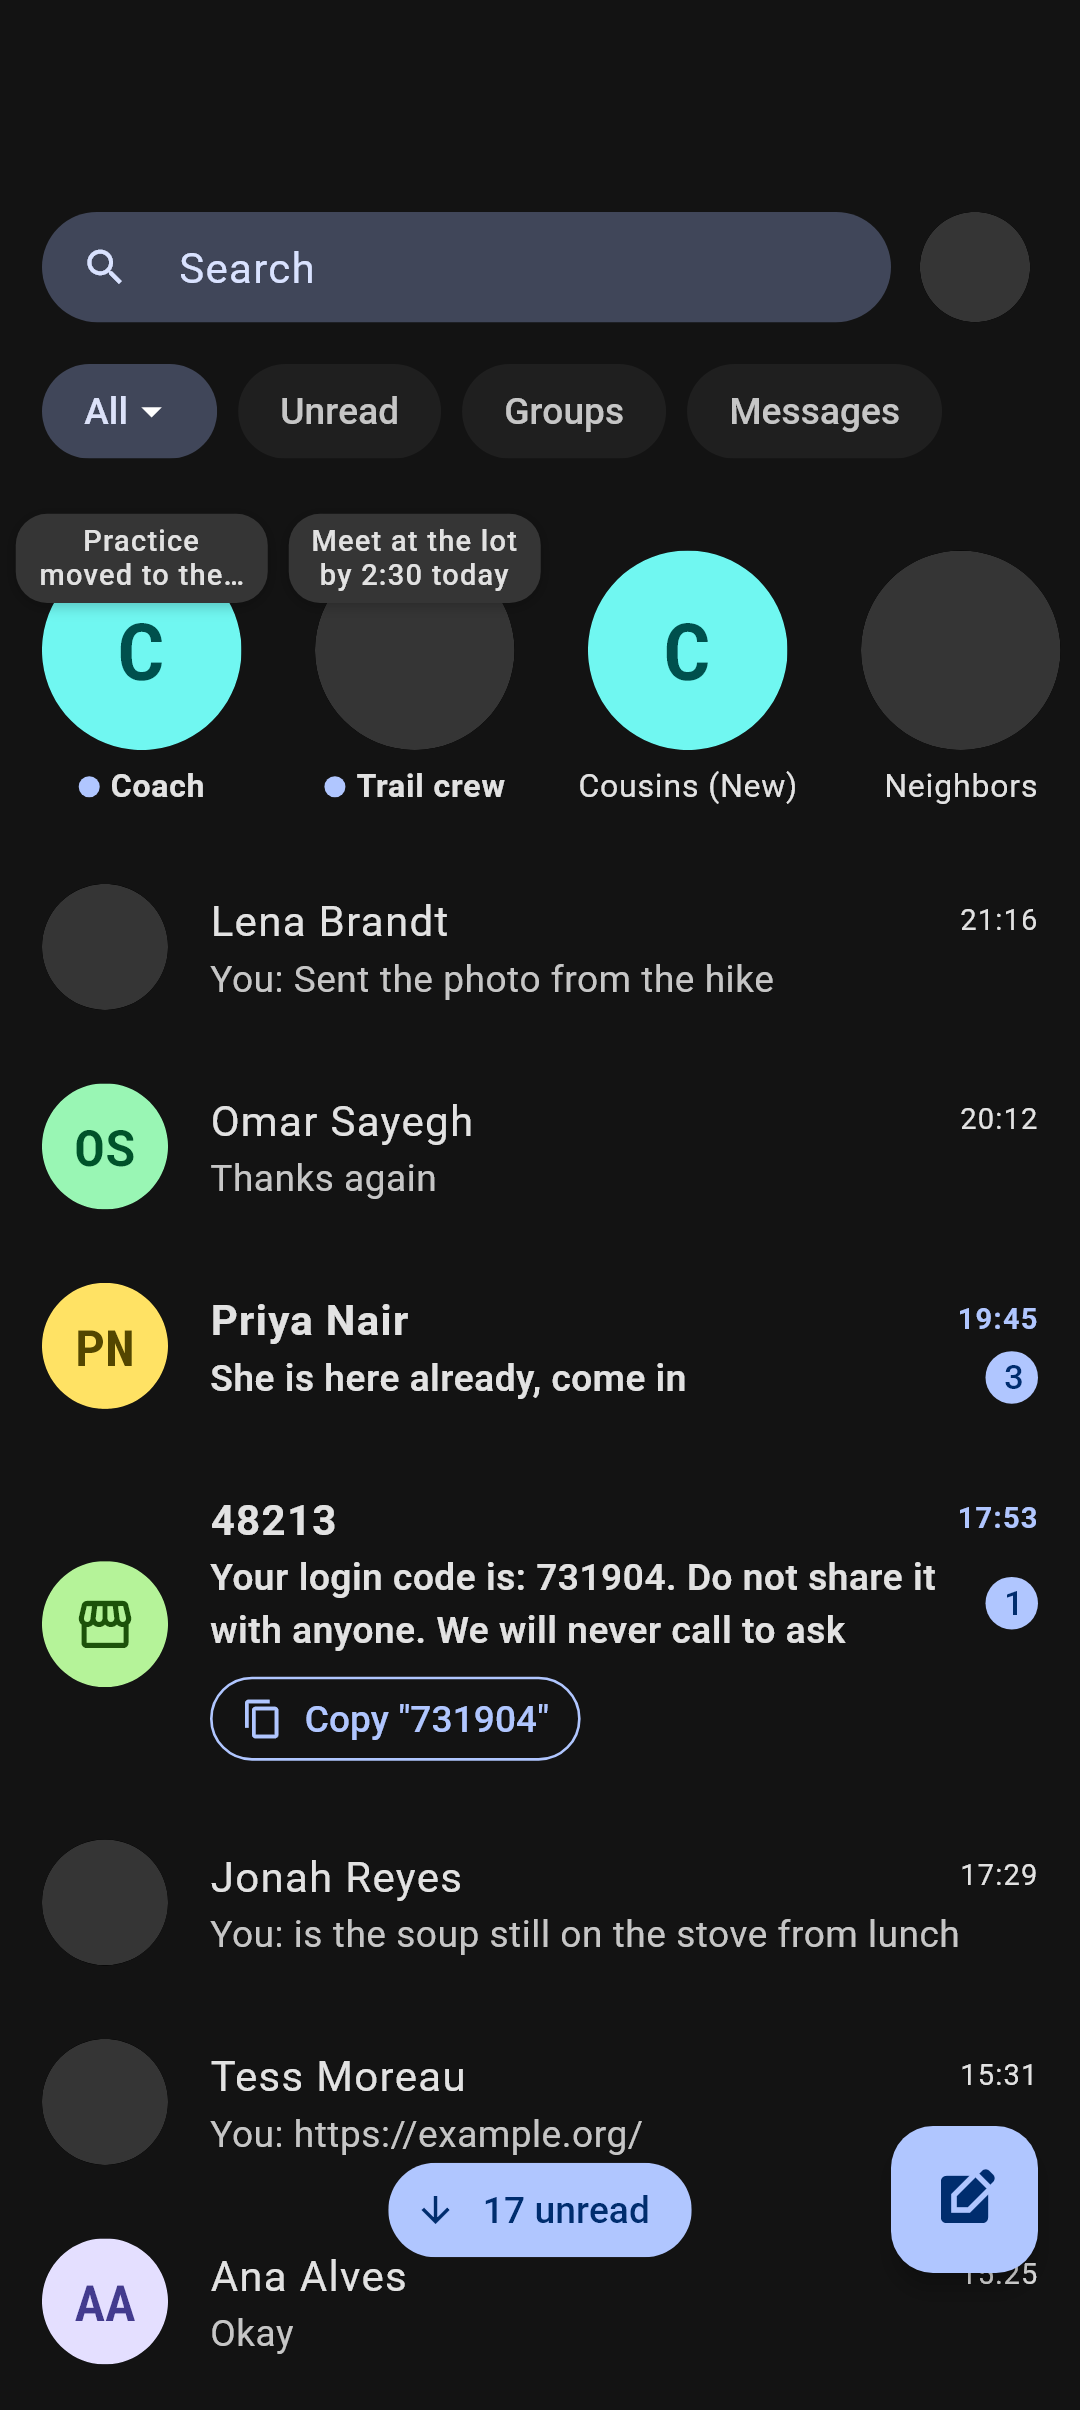 Search
All
Unread
Groups
Messages
Practice
moved to the…
Meet at the lot
by 2:30 today
C
C
Coach
Trail crew
Cousins (New)
Neighbors
Lena Brandt
21:16
You: Sent the photo from the hike
OS
Omar Sayegh
20:12
Thanks again
PN
Priya Nair
19:45
She is here already, come in
3
48213
17:53
Your login code is: 731904. Do not share it
with anyone. We will never call to ask
1
Copy "731904"
Jonah Reyes
17:29
You: is the soup still on the stove from lunch
Tess Moreau
15:31
You: https://example.org/
17 unread
AA
Ana Alves
15:25
Okay